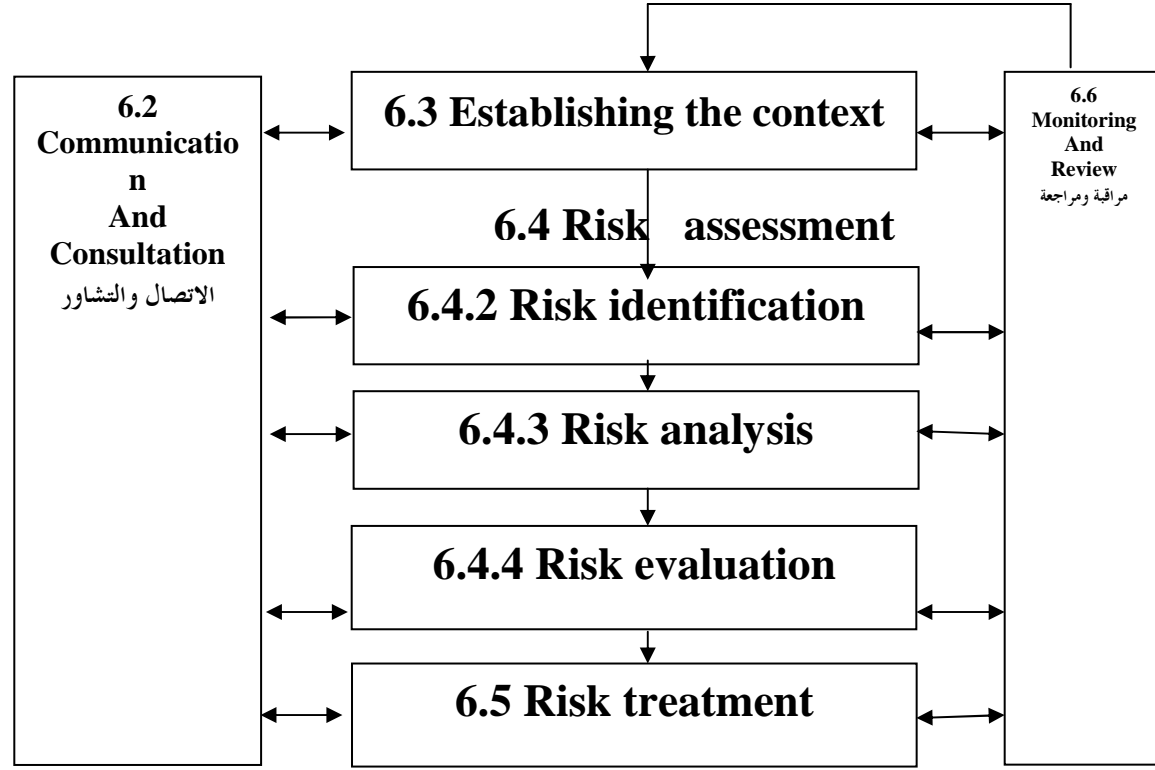 6.2
Communicatio
n
And
Consultation
الاتصال والتشاور
6.3 Establishing the context
6.4 Risk assessment
6.4.2 Risk identification
6.4.3 Risk analysis
6.4.4 Risk evaluation
6.5 Risk treatment
6.6
Monitoring
And
Review
مراقبة ومراجعة